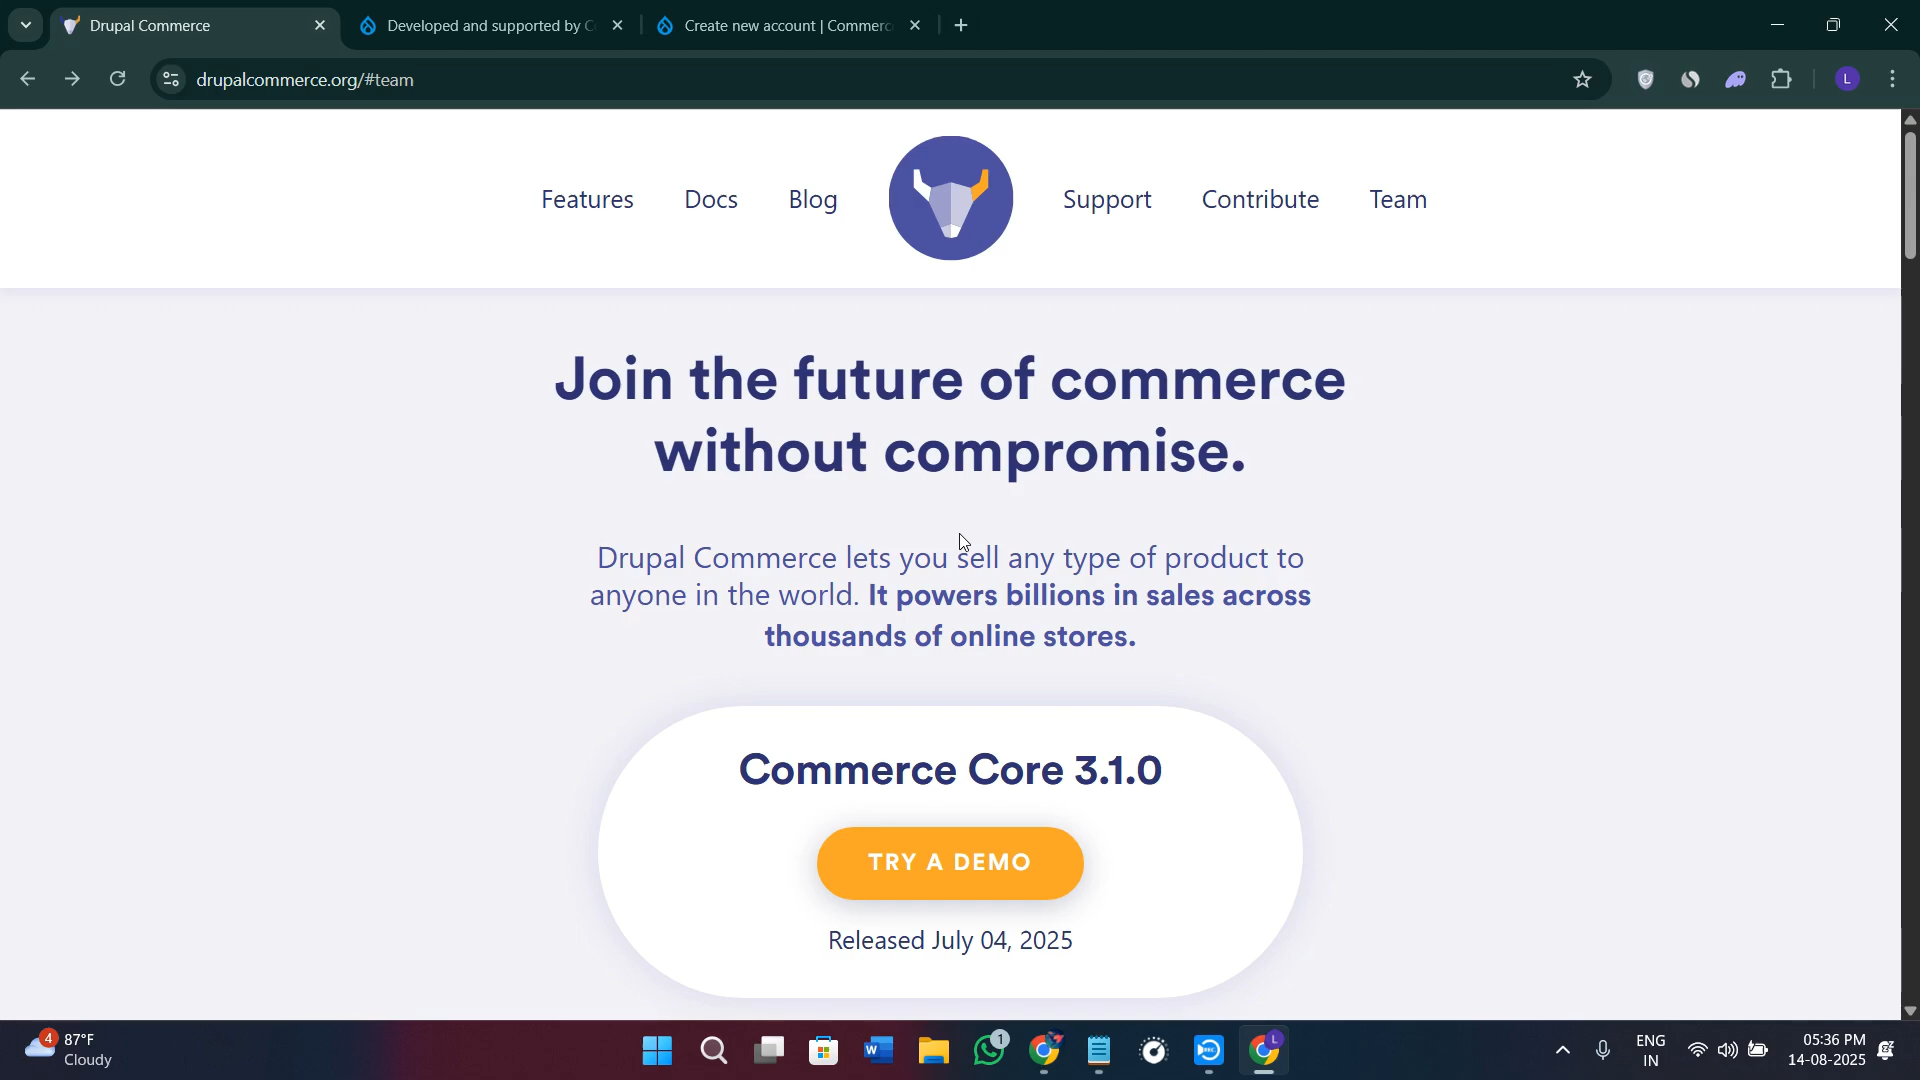 Drupal Commerce
Developed and supported by C
Create new account | Commerc
drupalcommerce.org/#team
L
Features
Docs
Blog
Support
Contribute
Team
Join the future of commerce
without compromise.
Drupal Commerce lets you sell any type of product to
anyone in the world. It powers billions in sales across
thousands of online stores.
Commerce Core 3.1.0
TRY A DEMO
Released July 04, 2025
4
87°F
Cloudy
W
1
L
ENG
IN
05:36 PM
14-08-2025